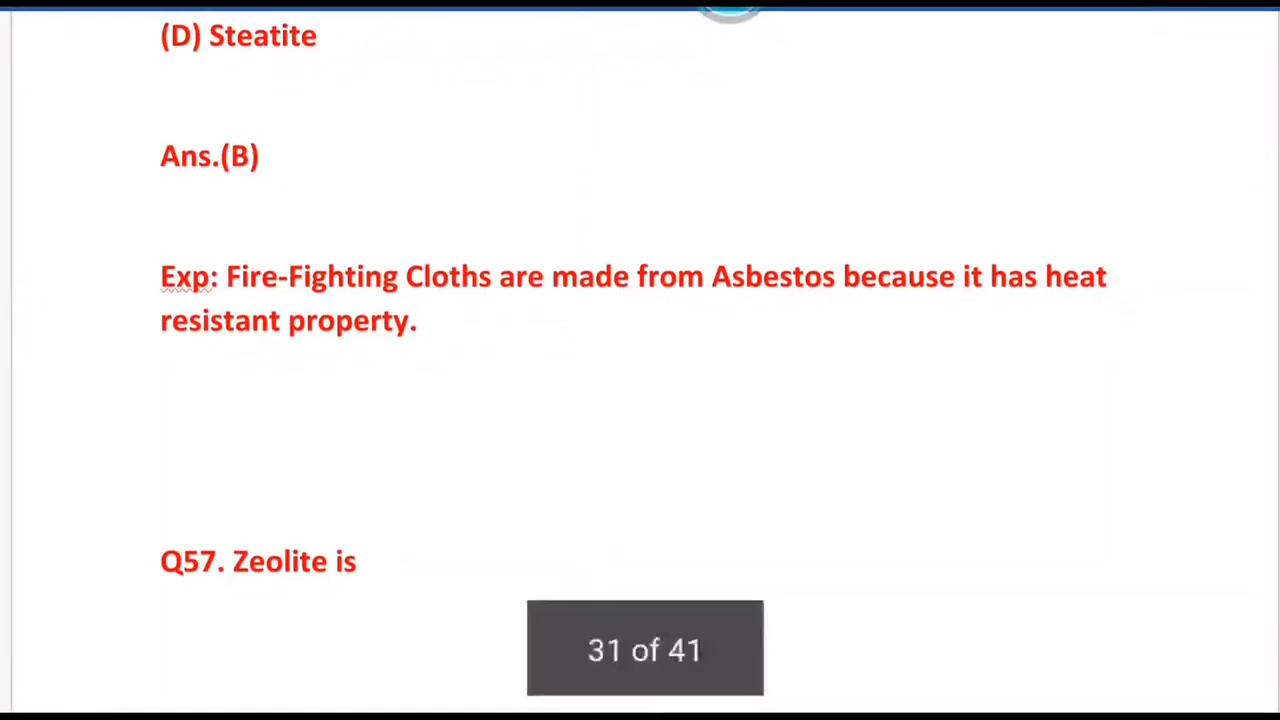 (D) Steatite
Ans.(B)
Exp: Fire-Fighting Cloths are made from Asbestos because it has heat
resistant property.
Q57. Zeolite is
31 of 41